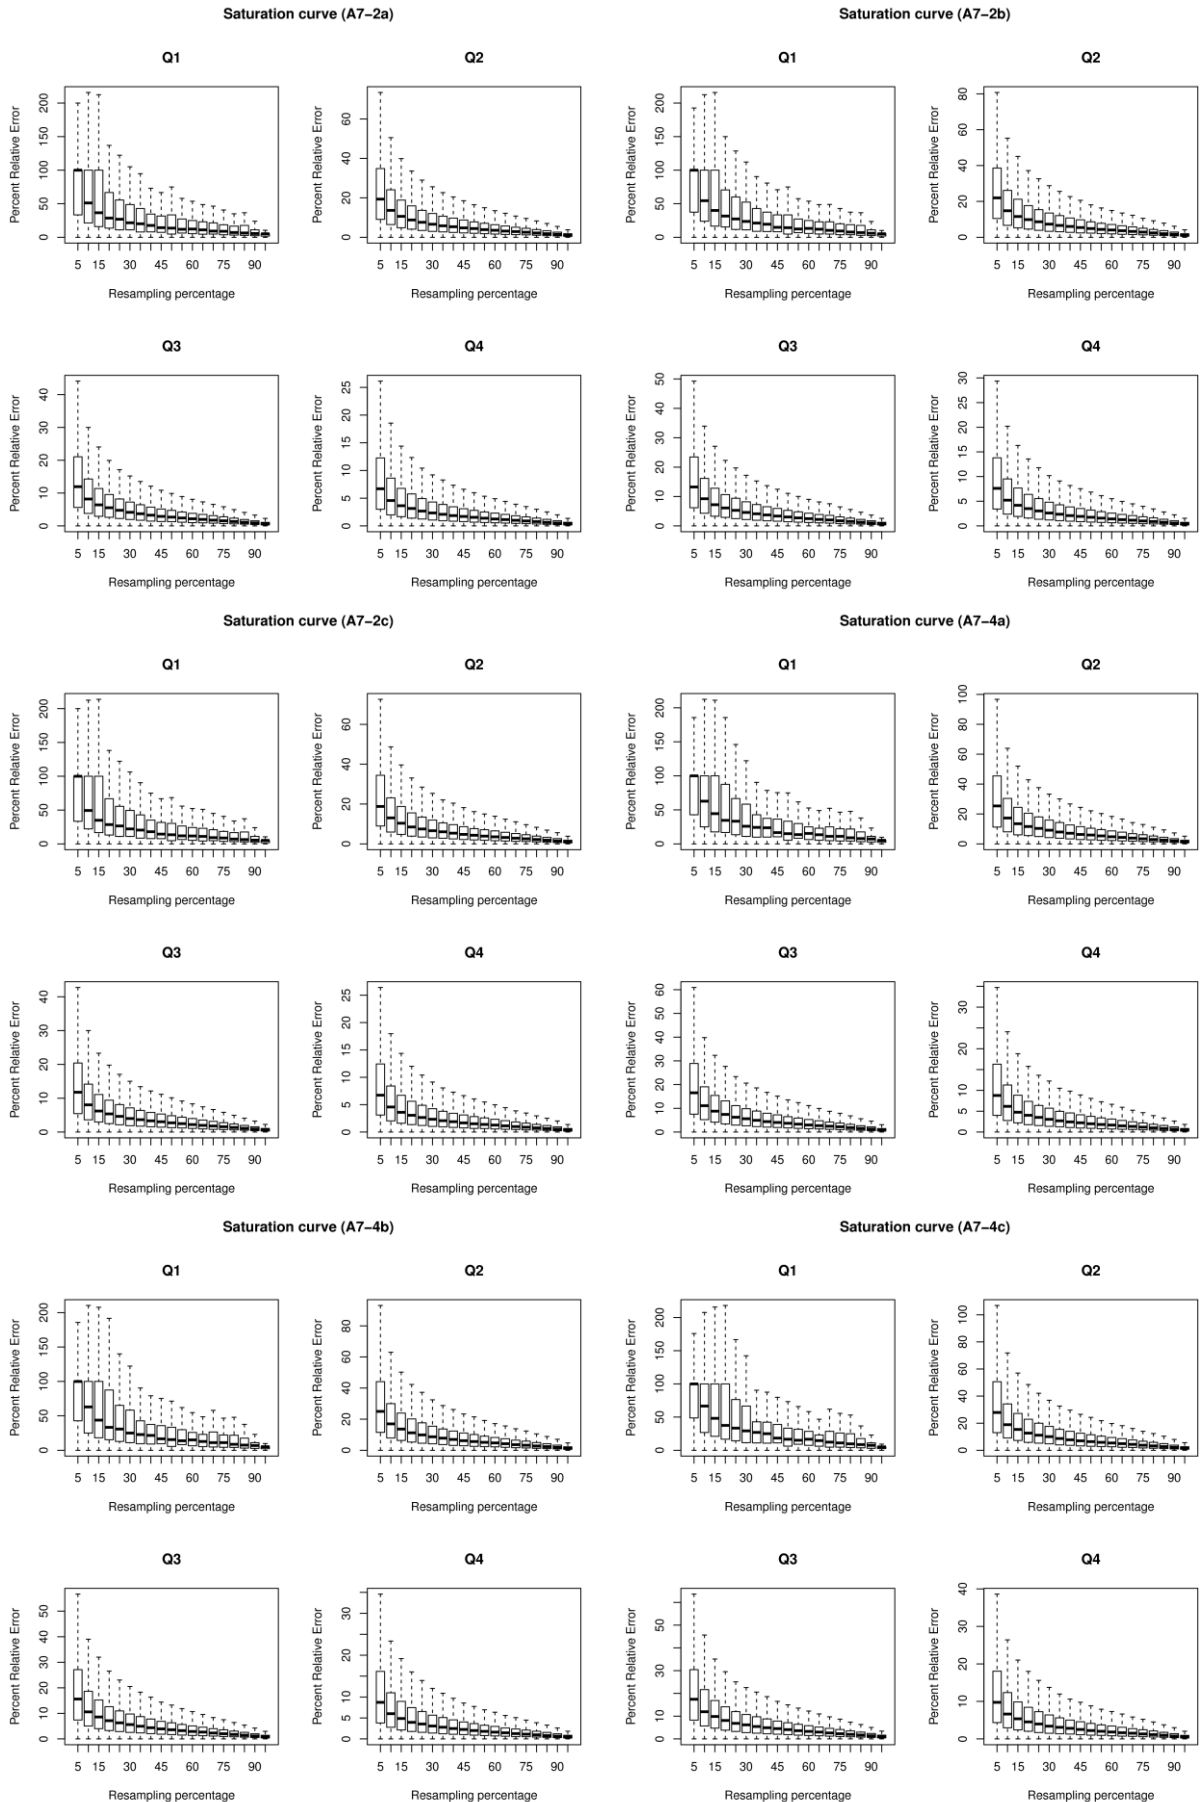 Saturation curve (A7−2a)
Q1
Percent Relative Error
0 50 100 150 200
5 15 30 45 60 75 90
Resampling percentage
Q2
Percent Relative Error
0 20 40 60
5 15 30 45 60 75 90
Resampling percentage
Q3
Percent Relative Error
0 10 20 30 40
5 15 30 45 60 75 90
Resampling percentage
Q4
Percent Relative Error
0 5 10 15 20 25
5 15 30 45 60 75 90
Resampling percentage
Saturation curve (A7−2b)
Q1
Percent Relative Error
0 50 100 150 200
5 15 30 45 60 75 90
Resampling percentage
Q2
Percent Relative Error
0 20 40 60 80
5 15 30 45 60 75 90
Resampling percentage
Q3
Percent Relative Error
0 10 20 30 40 50
5 15 30 45 60 75 90
Resampling percentage
Q4
Percent Relative Error
0 5 10 15 20 25 30
5 15 30 45 60 75 90
Resampling percentage
Saturation curve (A7−2c)
Q1
Percent Relative Error
0 50 100 150 200
5 15 30 45 60 75 90
Resampling percentage
Q2
Percent Relative Error
0 20 40 60
5 15 30 45 60 75 90
Resampling percentage
Q3
Percent Relative Error
0 10 20 30 40
5 15 30 45 60 75 90
Resampling percentage
Q4
Percent Relative Error
0 5 10 15 20 25
5 15 30 45 60 75 90
Resampling percentage
Saturation curve (A7−4a)
Q1
Percent Relative Error
0 50 100 150 200
5 15 30 45 60 75 90
Resampling percentage
Q2
Percent Relative Error
0 20 40 60 80 100
5 15 30 45 60 75 90
Resampling percentage
Q3
Percent Relative Error
0 10 20 30 40 50 60
5 15 30 45 60 75 90
Resampling percentage
Q4
Percent Relative Error
0 5 10 20 30
5 15 30 45 60 75 90
Resampling percentage
Saturation curve (A7−4b)
Q1
Percent Relative Error
0 50 100 150 200
5 15 30 45 60 75 90
Resampling percentage
Q2
Percent Relative Error
0 20 40 60 80
5 15 30 45 60 75 90
Resampling percentage
Q3
Percent Relative Error
0 10 20 30 40 50
5 15 30 45 60 75 90
Resampling percentage
Q4
Percent Relative Error
0 5 10 20 30
5 15 30 45 60 75 90
Resampling percentage
Saturation curve (A7−4c)
Q1
Percent Relative Error
0 50 100 150 200
5 15 30 45 60 75 90
Resampling percentage
Q2
Percent Relative Error
0 20 40 60 80 100
5 15 30 45 60 75 90
Resampling percentage
Q3
Percent Relative Error
0 10 30 50
5 15 30 45 60 75 90
Resampling percentage
Q4
Percent Relative Error
0 10 20 30 40
5 15 30 45 60 75 90
Resampling percentage